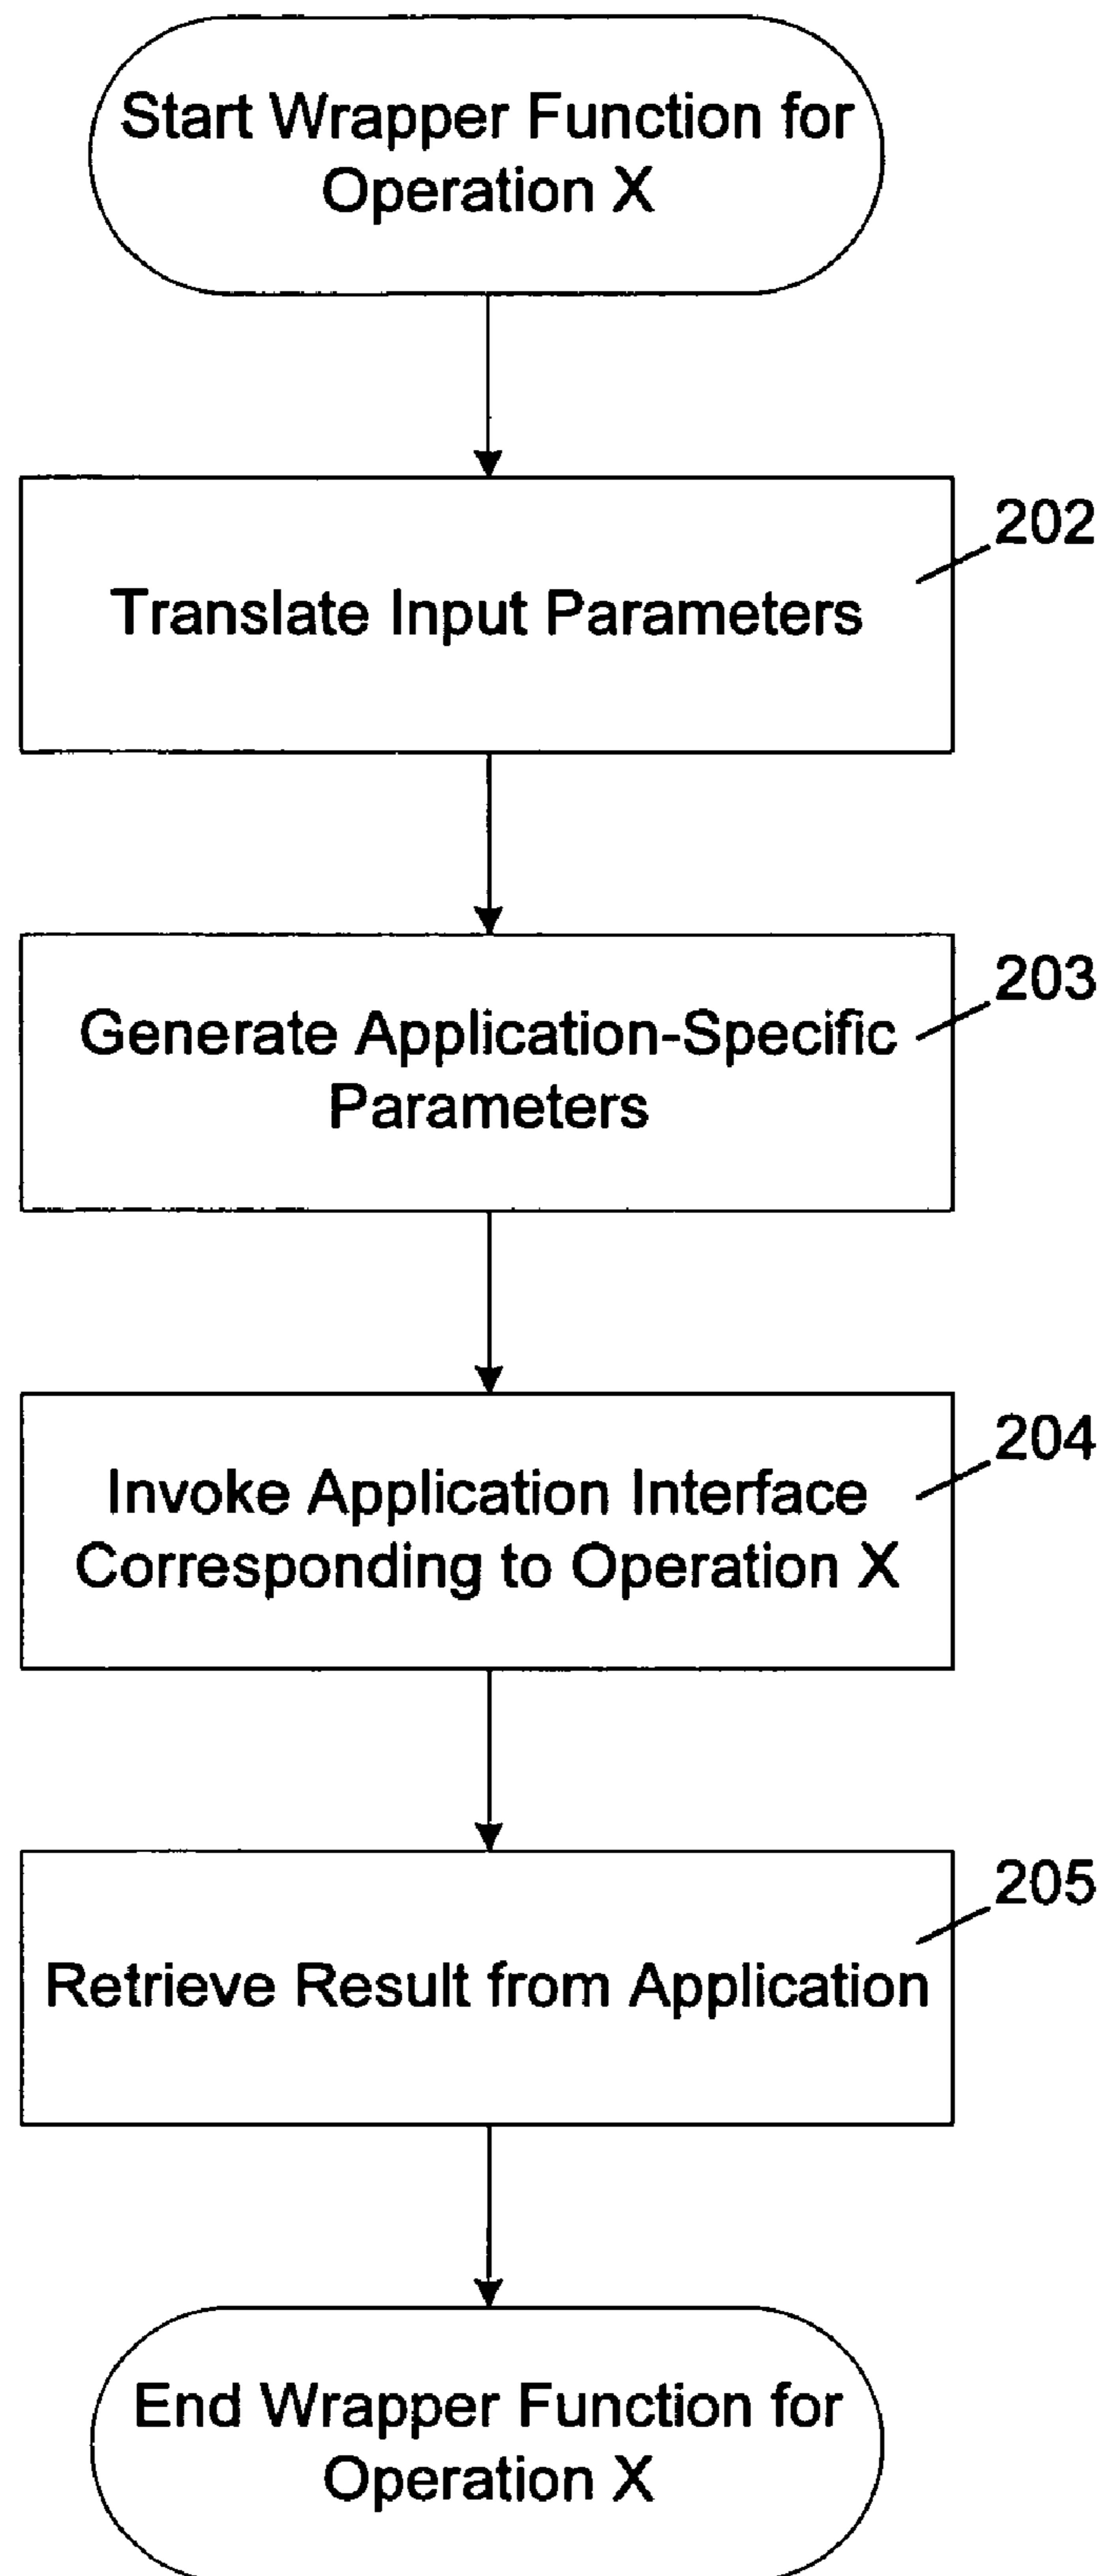 Start Wrapper Function for
Operation X
202
Translate Input Parameters
203
Generate Application-Specific
Parameters
204
Invoke Application Interface
Corresponding to Operation X
205
Retrieve Result from Application
End Wrapper Function for
Operation X